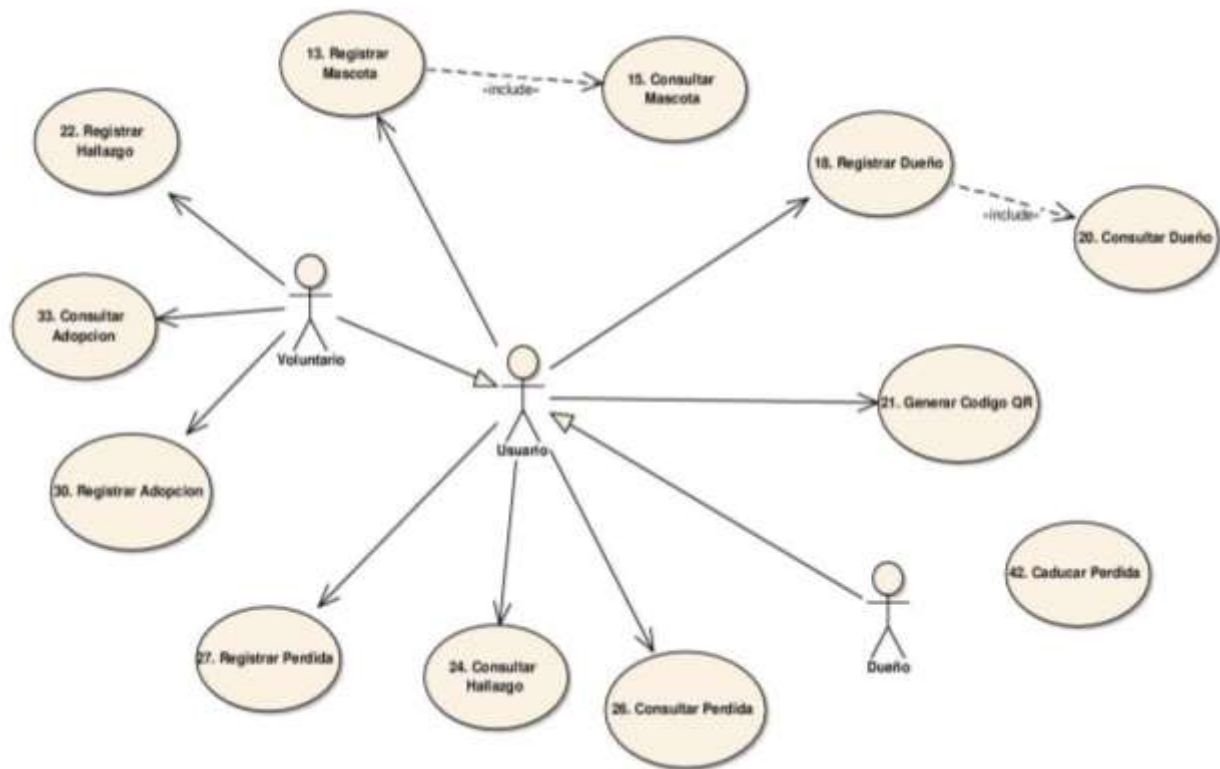 13. Registrar
Mascota
«include»
15. Consultar
Mascota
22. Registrar
Hallazgo
18. Registrar Dueño
«include»
20. Consultar Dueño
33. Consultar
Adopcion
Voluntario
Usuario
21. Generar Codigo QR
30. Registrar Adopcion
42. Caducar Perdida
27. Registrar Perdida
24. Consultar
Hallazgo
26. Consultar Perdida
Dueño